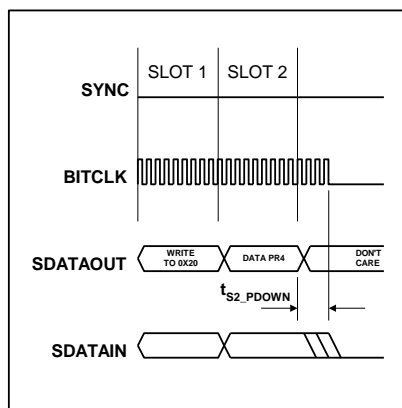 SLOT 1
SLOT 2
SYNC
BITCLK
SDATAOUT
WRITE
TO 0X20
DATA PR4
DON'T
CARE
tS2_PDOWN
SDATAIN